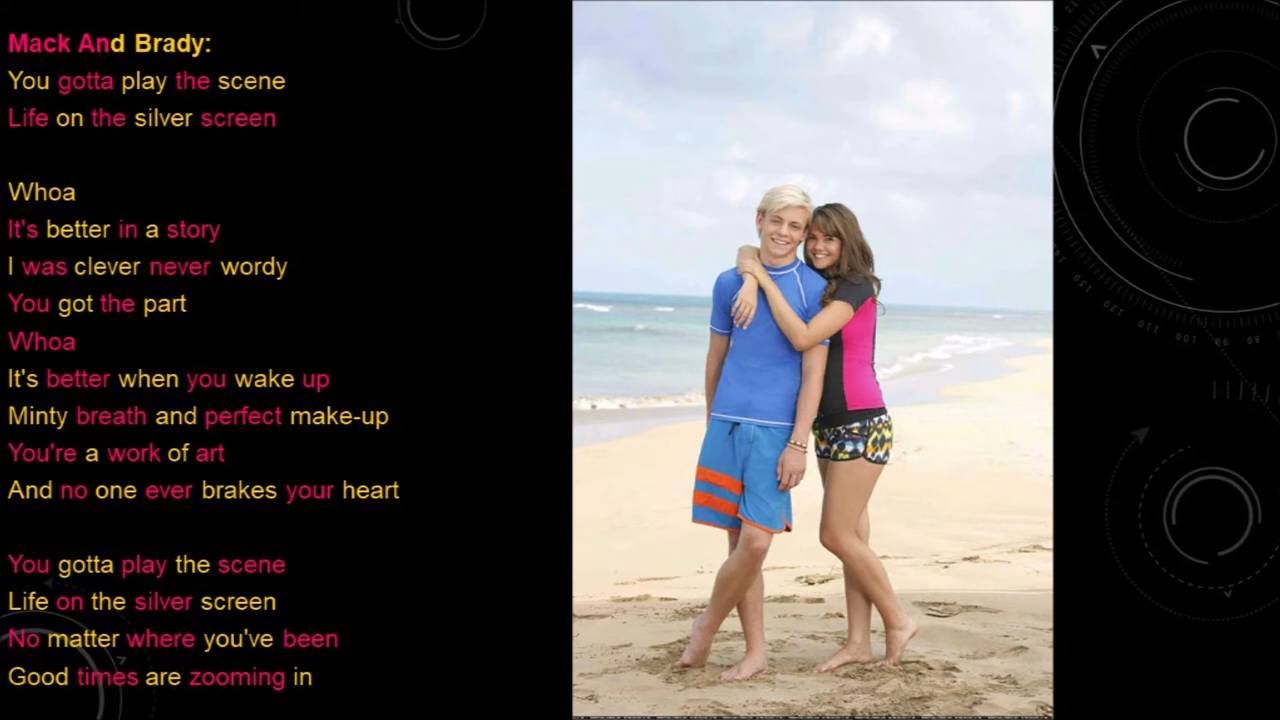 Mack And Brady:
You gotta play the scene
Life on the silver screen
Whoa
It's better in a story
I was clever never wordy
You got the part
Whoa
It's better when you wake up
Minty breath and perfect make-up
You're a work of art
And no one ever brakes your heart
You gotta play the scene
Life on the silver screen
No matter where you've been
Good times are zooming in